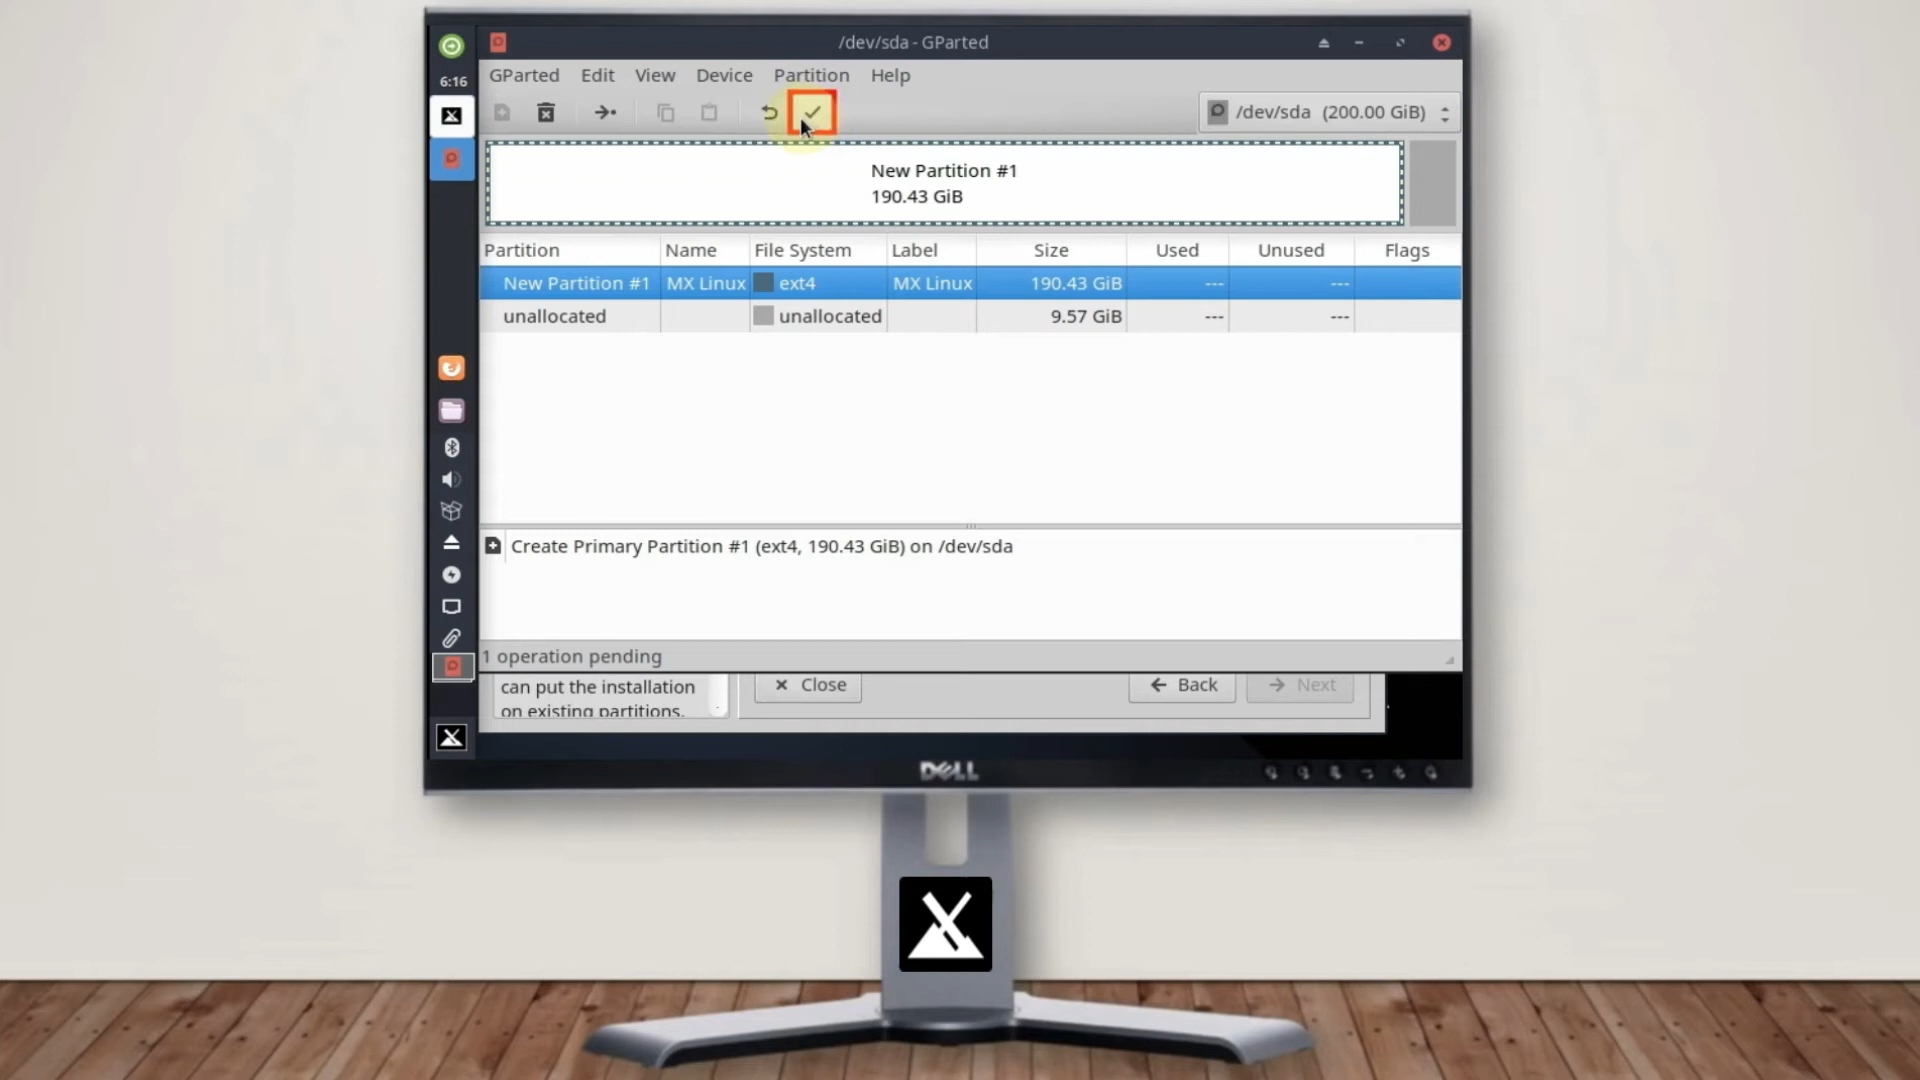 /dev/sda - GParted
6:16
GParted Edit View Device Partition Help
/dev/sda (200.00 GiB)
New Partition #1
190.43 GiB
Partition Name File System Label Size Used Unused Flags
New Partition #1 MX Linux ext4 MX Linux 190.43 GiB --- ---
unallocated unallocated 9.57 GiB --- ---
Create Primary Partition #1 (ext4, 190.43 GiB) on /dev/sda
1 operation pending
can put the installation
on existing partitions.
Close
Back
Next
DELL